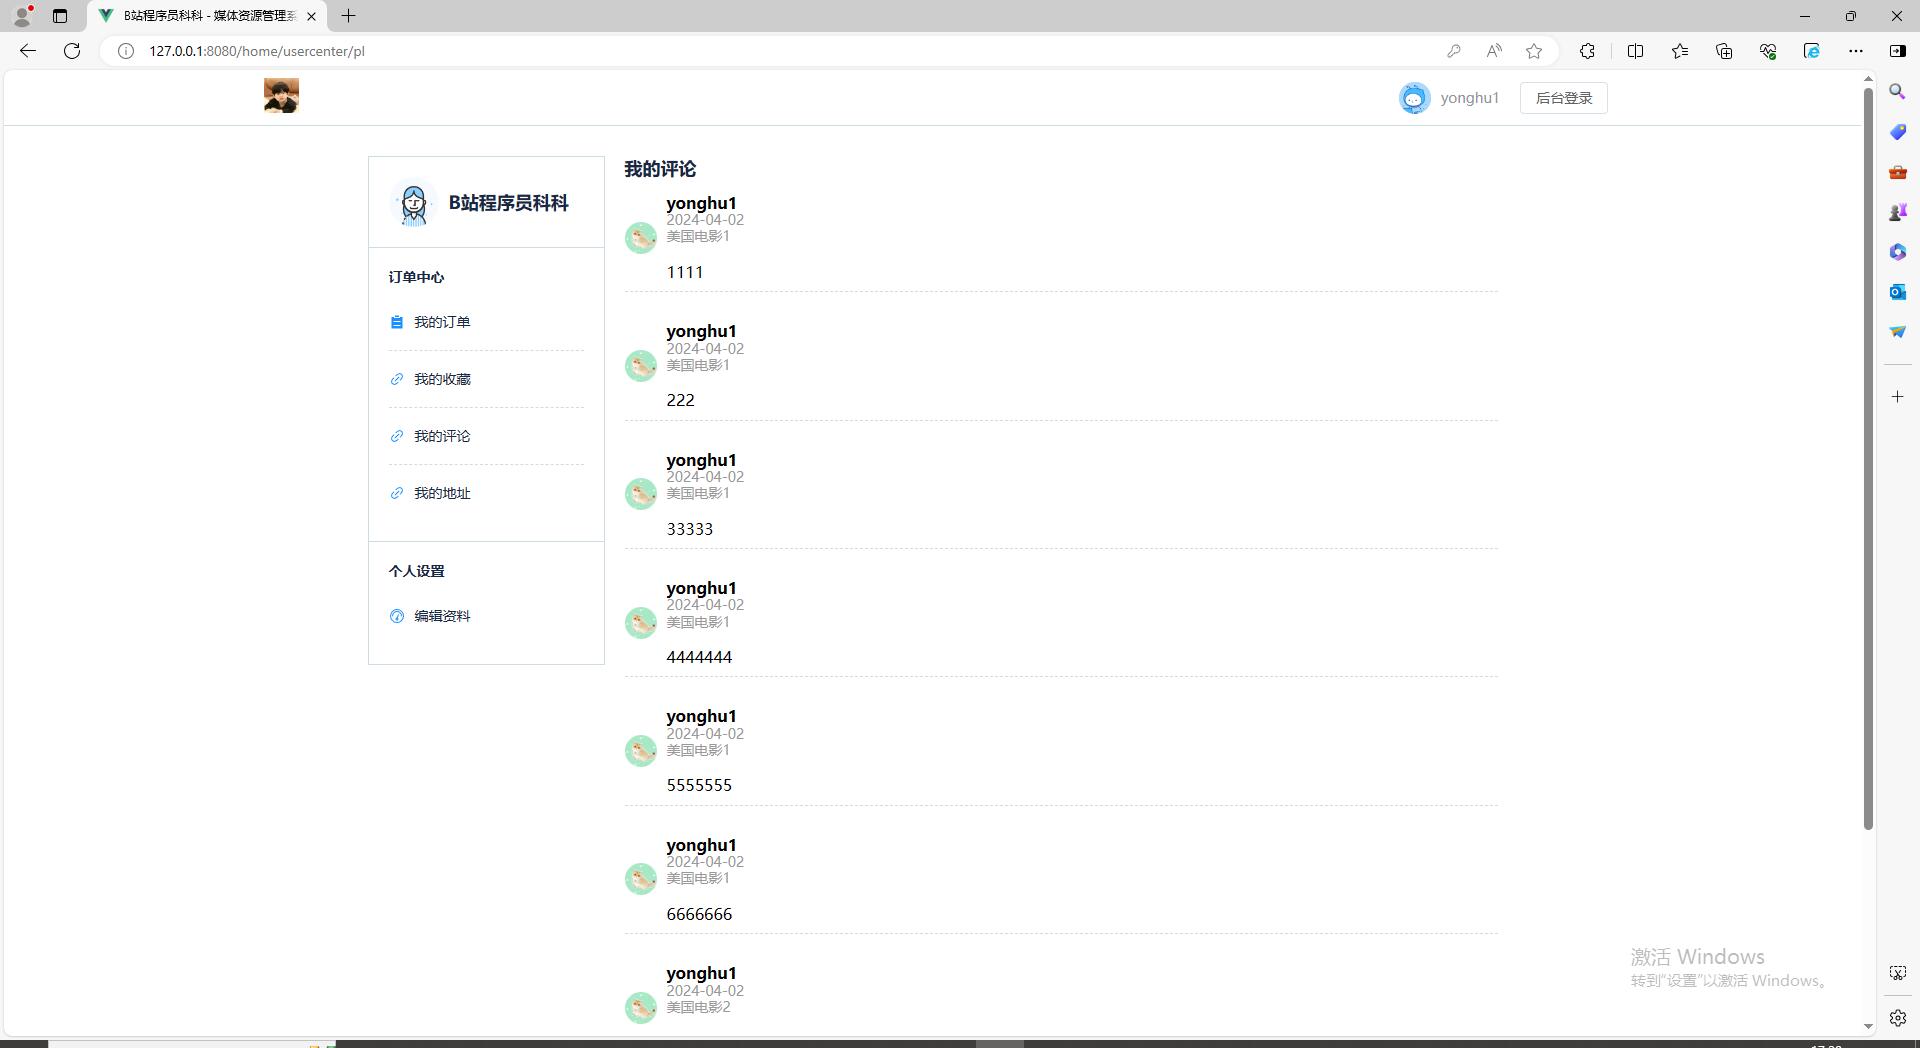 B站程序员科科 - 媒体资源管理系
127.0.0.1:8080/home/usercenter/pl
yonghu1
后台登录
B站程序员科科
订单中心
我的订单
我的收藏
我的评论
我的地址
个人设置
编辑资料
我的评论
yonghu1
2024-04-02
美国电影1
1111
yonghu1
2024-04-02
美国电影1
222
yonghu1
2024-04-02
美国电影1
33333
yonghu1
2024-04-02
美国电影1
4444444
yonghu1
2024-04-02
美国电影1
5555555
yonghu1
2024-04-02
美国电影1
6666666
yonghu1
2024-04-02
美国电影2
激活 Windows
转到“设置”以激活 Windows。